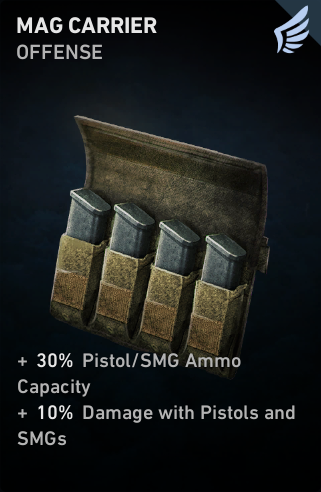 MAG CARRIER
OFFENSE
+ 30% Pistol/SMG Ammo
Capacity
+ 10% Damage with Pistols and
SMGs